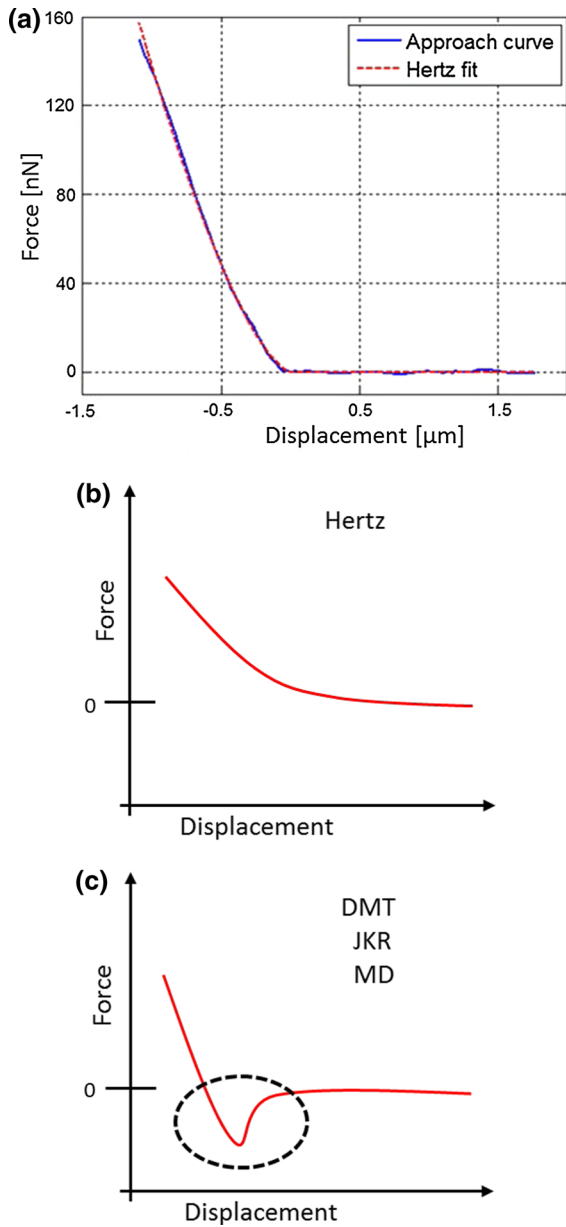 (a)
160
120
80
40
0
Force [nN]
Approach curve
Hertz fit
-1.5
-0.5
0.5
1.5
Displacement [µm]
(b)
Hertz
Force
0
Displacement
(c)
DMT
JKR
MD
Force
0
Displacement